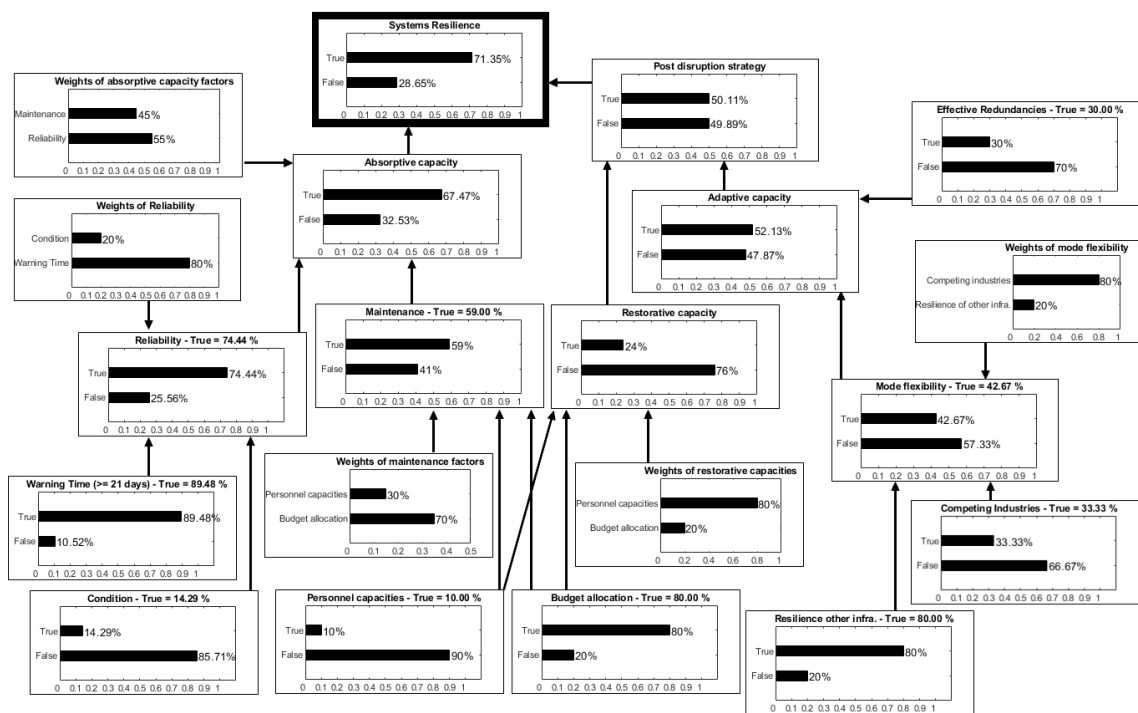 Systems Resilience
True
71.35%
False
28.65%
0 0.1 0.2 0.3 0.4 0.5 0.6 0.7 0.8 0.9 1
Weights of absorptive capacity factors
Maintenance
45%
Reliability
55%
0 0.1 0.2 0.3 0.4 0.5 0.6 0.7 0.8 0.9 1
Post disruption strategy
True
50.11%
False
49.89%
0 0.1 0.2 0.3 0.4 0.5 0.6 0.7 0.8 0.9 1
Effective Redundancies - True = 30.00 %
True
30%
False
70%
0 0.1 0.2 0.3 0.4 0.5 0.6 0.7 0.8 0.9 1
Absorptive capacity
True
67.47%
False
32.53%
0 0.1 0.2 0.3 0.4 0.5 0.6 0.7 0.8 0.9 1
Adaptive capacity
True
52.13%
False
47.87%
0 0.1 0.2 0.3 0.4 0.5 0.6 0.7 0.8 0.9 1
Weights of Reliability
Condition
20%
Warning Time
80%
0 0.1 0.2 0.3 0.4 0.5 0.6 0.7 0.8 0.9 1
Weights of mode flexibility
Competing industries
80%
Resilience of other infra.
20%
0 0.2 0.4 0.6 0.8 1
Reliability - True = 74.44 %
True
74.44%
False
25.56%
0 0.1 0.2 0.3 0.4 0.5 0.6 0.7 0.8 0.9 1
Maintenance - True = 59.00 %
True
59%
False
41%
0 0.1 0.2 0.3 0.4 0.5 0.6 0.7 0.8 0.9 1
Restorative capacity
True
24%
False
76%
0 0.1 0.2 0.3 0.4 0.5 0.6 0.7 0.8 0.9 1
Mode flexibility - True = 42.67 %
True
42.67%
False
57.33%
0 0.1 0.2 0.3 0.4 0.5 0.6 0.7 0.8 0.9 1
Weights of maintenance factors
Personnel capacities
30%
Budget allocation
70%
0 0.1 0.2 0.3 0.4 0.5
Weights of restorative capacities
Personnel capacities
80%
Budget allocation
20%
0 0.2 0.4 0.6 0.8 1
Warning Time (>= 21 days) - True = 89.48 %
True
89.48%
False
10.52%
0 0.1 0.2 0.3 0.4 0.5 0.6 0.7 0.8 0.9 1
Competing Industries - True = 33.33 %
True
33.33%
False
66.67%
0 0.1 0.2 0.3 0.4 0.5 0.6 0.7 0.8 0.9 1
Condition - True = 14.29 %
True
14.29%
False
85.71%
0 0.1 0.2 0.3 0.4 0.5 0.6 0.7 0.8 0.9 1
Personnel capacities - True = 10.00 %
True
10%
False
90%
0 0.1 0.2 0.3 0.4 0.5 0.6 0.7 0.8 0.9 1
Budget allocation - True = 80.00 %
True
80%
False
20%
0 0.1 0.2 0.3 0.4 0.5 0.6 0.7 0.8 0.9 1
Resilience other infra. - True = 80.00 %
True
80%
False
20%
0 0.1 0.2 0.3 0.4 0.5 0.6 0.7 0.8 0.9 1